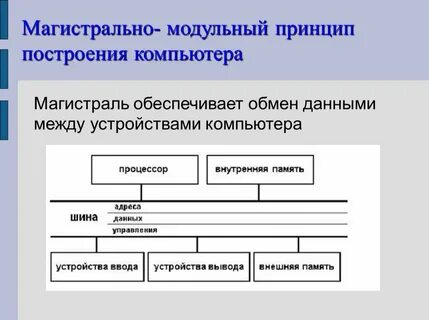 Магистрально- модульный принцип
построения компьютера
Магистраль обеспечивает обмен данными
между устройствами компьютера
процессор внутренняя память
адреса
шина данных
управления
устройства ввода устройства вывода внешняя память